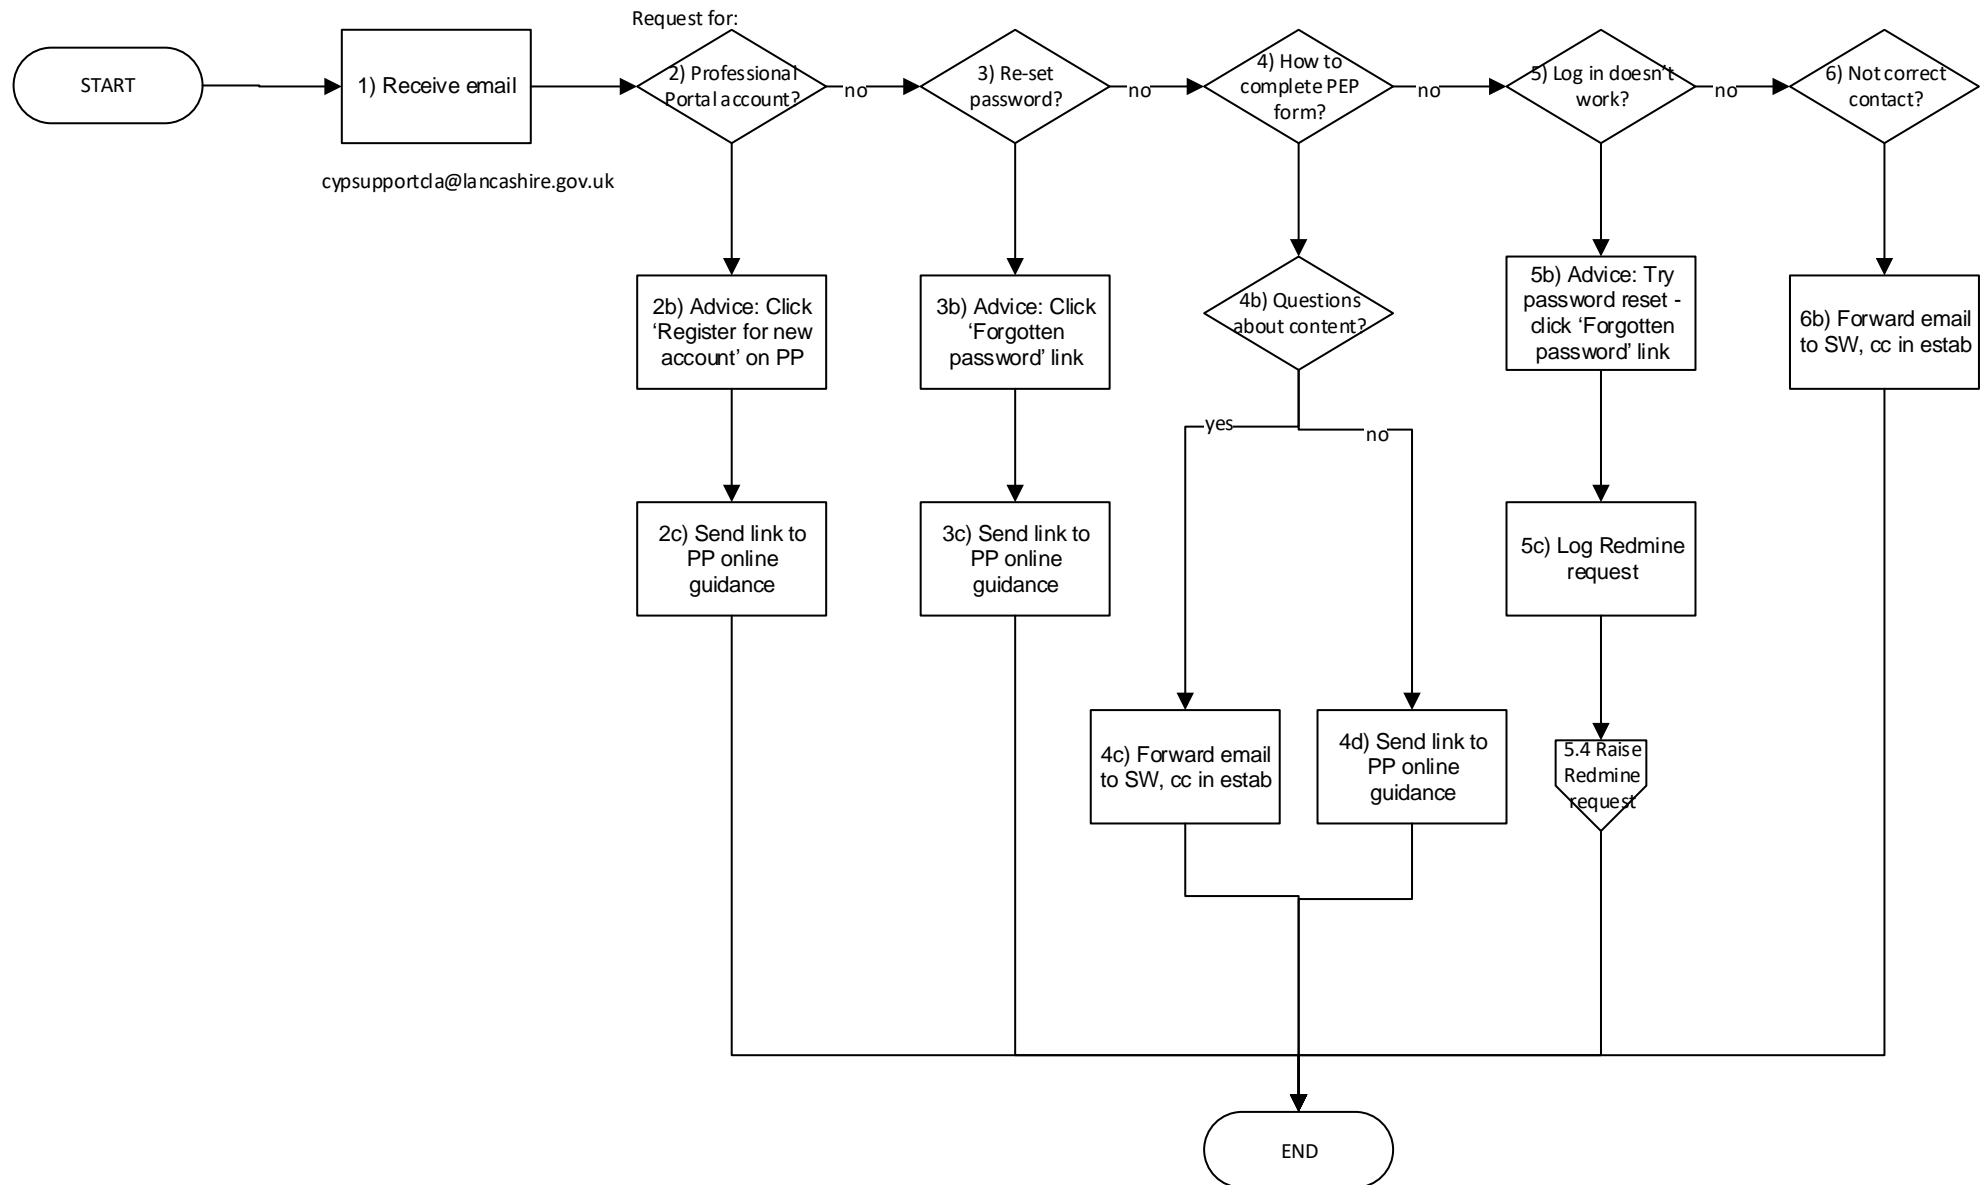 Request for:
START
1) Receive email
cypsupportcla@lancashire.gov.uk
2) Professional
Portal account?
no
3) Re-set
password?
no
4) How to
complete PEP
form?
no
5) Log in doesn't
work?
no
6) Not correct
contact?
2b) Advice: Click
'Register for new
account' on PP
3b) Advice: Click
'Forgotten
password' link
4b) Questions
about content?
5b) Advice: Try
password reset -
click 'Forgotten
password' link
6b) Forward email
to SW, cc in estab
yes
no
2c) Send link to
PP online
guidance
3c) Send link to
PP online
guidance
5c) Log Redmine
request
4c) Forward email
to SW, cc in estab
4d) Send link to
PP online
guidance
5.4 Raise
Redmine
request
END